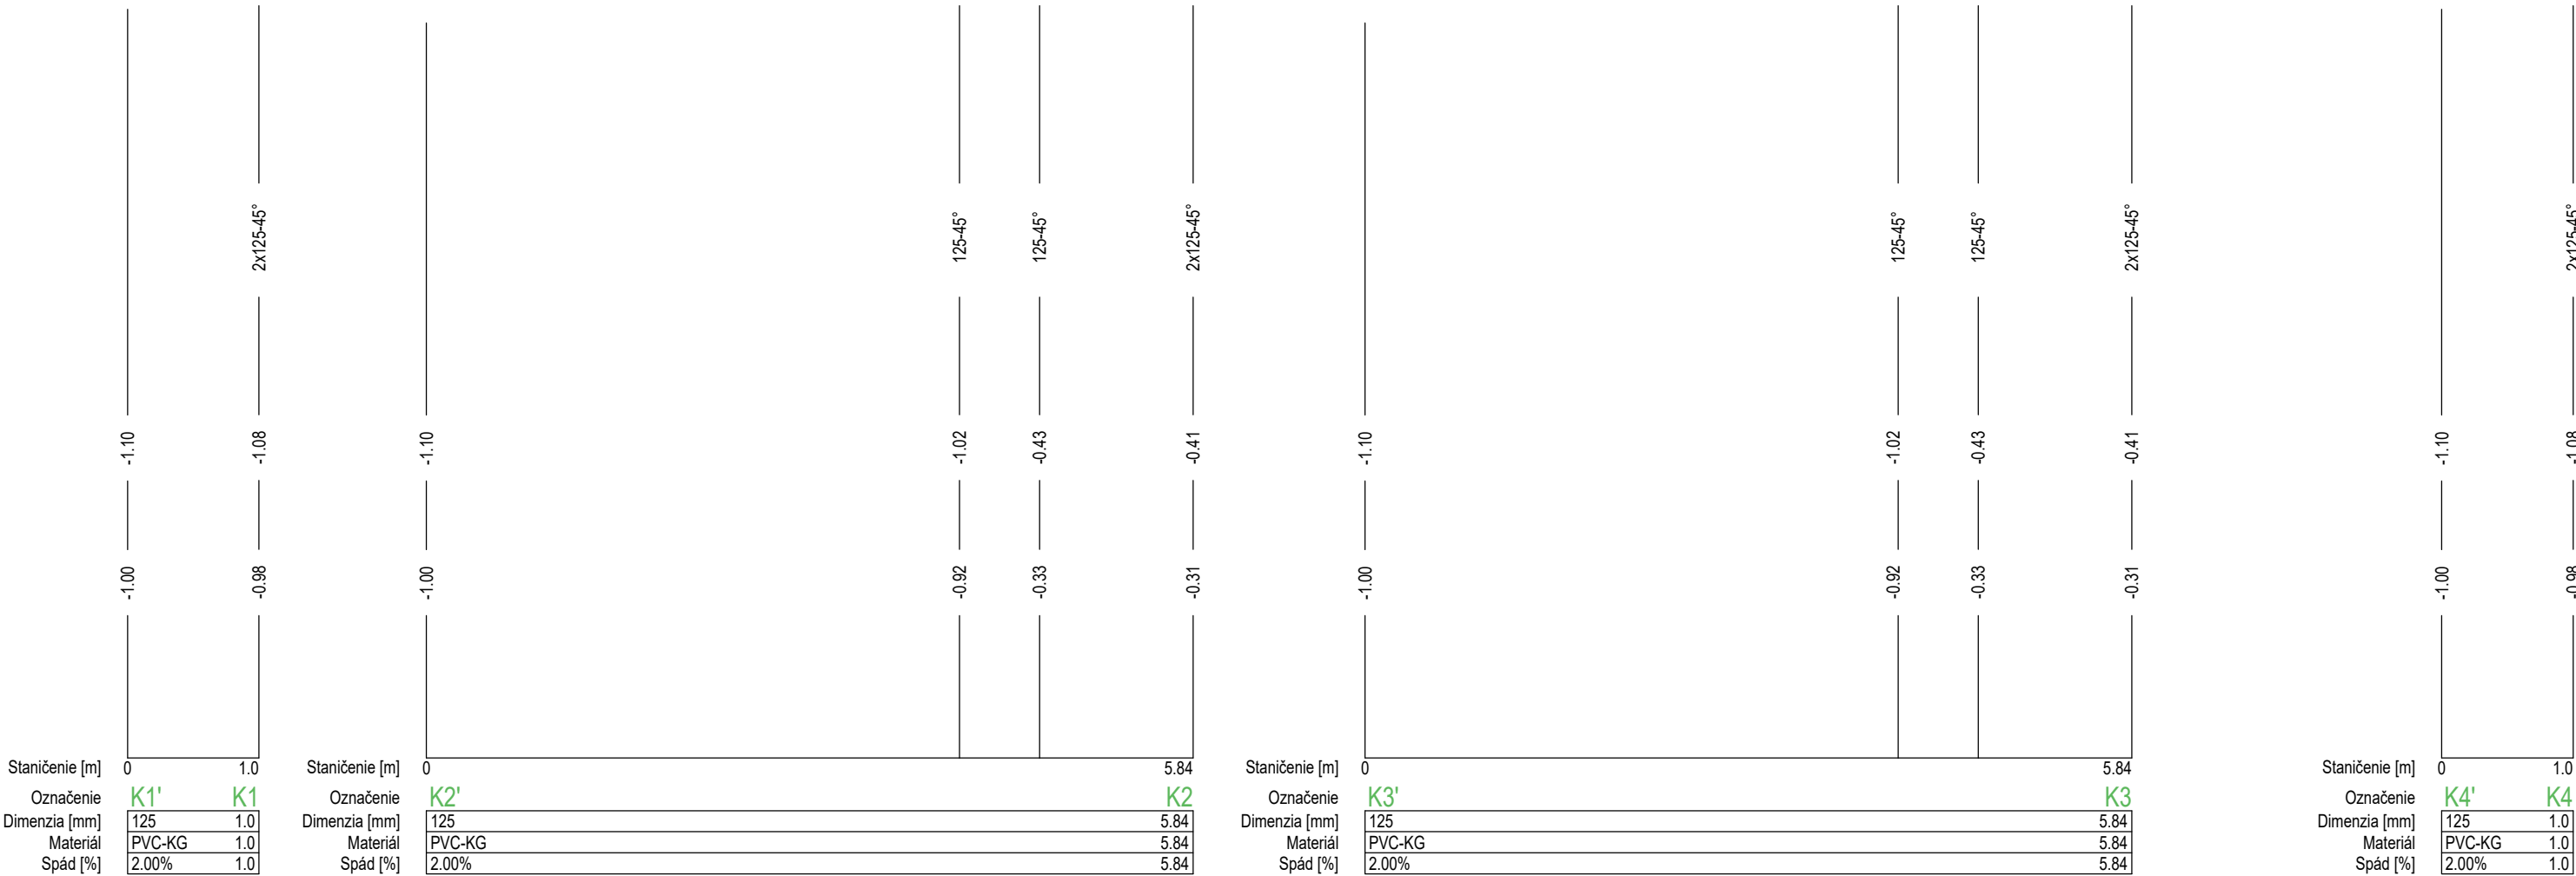 2x125-45°
125-45°
125-45°
2x125-45°
125-45°
125-45°
2x125-45°
2x125-45°
-1.10
-1.08
-1.10
-1.02
-0.43
-0.41
-1.10
-1.02
-0.43
-0.41
-1.10
-1.08
-1.00
-0.98
-1.00
-0.92
-0.33
-0.31
-1.00
-0.92
-0.33
-0.31
-1.00
-0.98
Staničenie [m] 0 1.0
Označenie K1' K1
Dimenzia [mm] 125 1.0
Materiál PVC-KG 1.0
Spád [%] 2.00% 1.0
Staničenie [m] 0 5.84
Označenie K2' K2
Dimenzia [mm] 125 5.84
Materiál PVC-KG 5.84
Spád [%] 2.00% 5.84
Staničenie [m] 0 5.84
Označenie K3' K3
Dimenzia [mm] 125 5.84
Materiál PVC-KG 5.84
Spád [%] 2.00% 5.84
Staničenie [m] 0 1.0
Označenie K4' K4
Dimenzia [mm] 125 1.0
Materiál PVC-KG 1.0
Spád [%] 2.00% 1.0